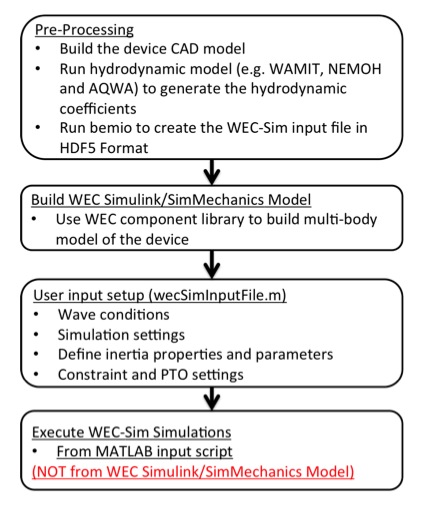 Pre-Processing
• Build the device CAD model
• Run hydrodynamic model (e.g. WAMIT, NEMOH
and AQWA) to generate the hydrodynamic
coefficients
• Run bemio to create the WEC-Sim input file in
HDF5 Format
Build WEC Simulink/SimMechanics Model
• Use WEC component library to build multi-body
model of the device
User input setup (wecSimInputFile.m)
• Wave conditions
• Simulation settings
• Define inertia properties and parameters
• Constraint and PTO settings
Execute WEC-Sim Simulations
• From MATLAB input script
(NOT from WEC Simulink/SimMechanics Model)